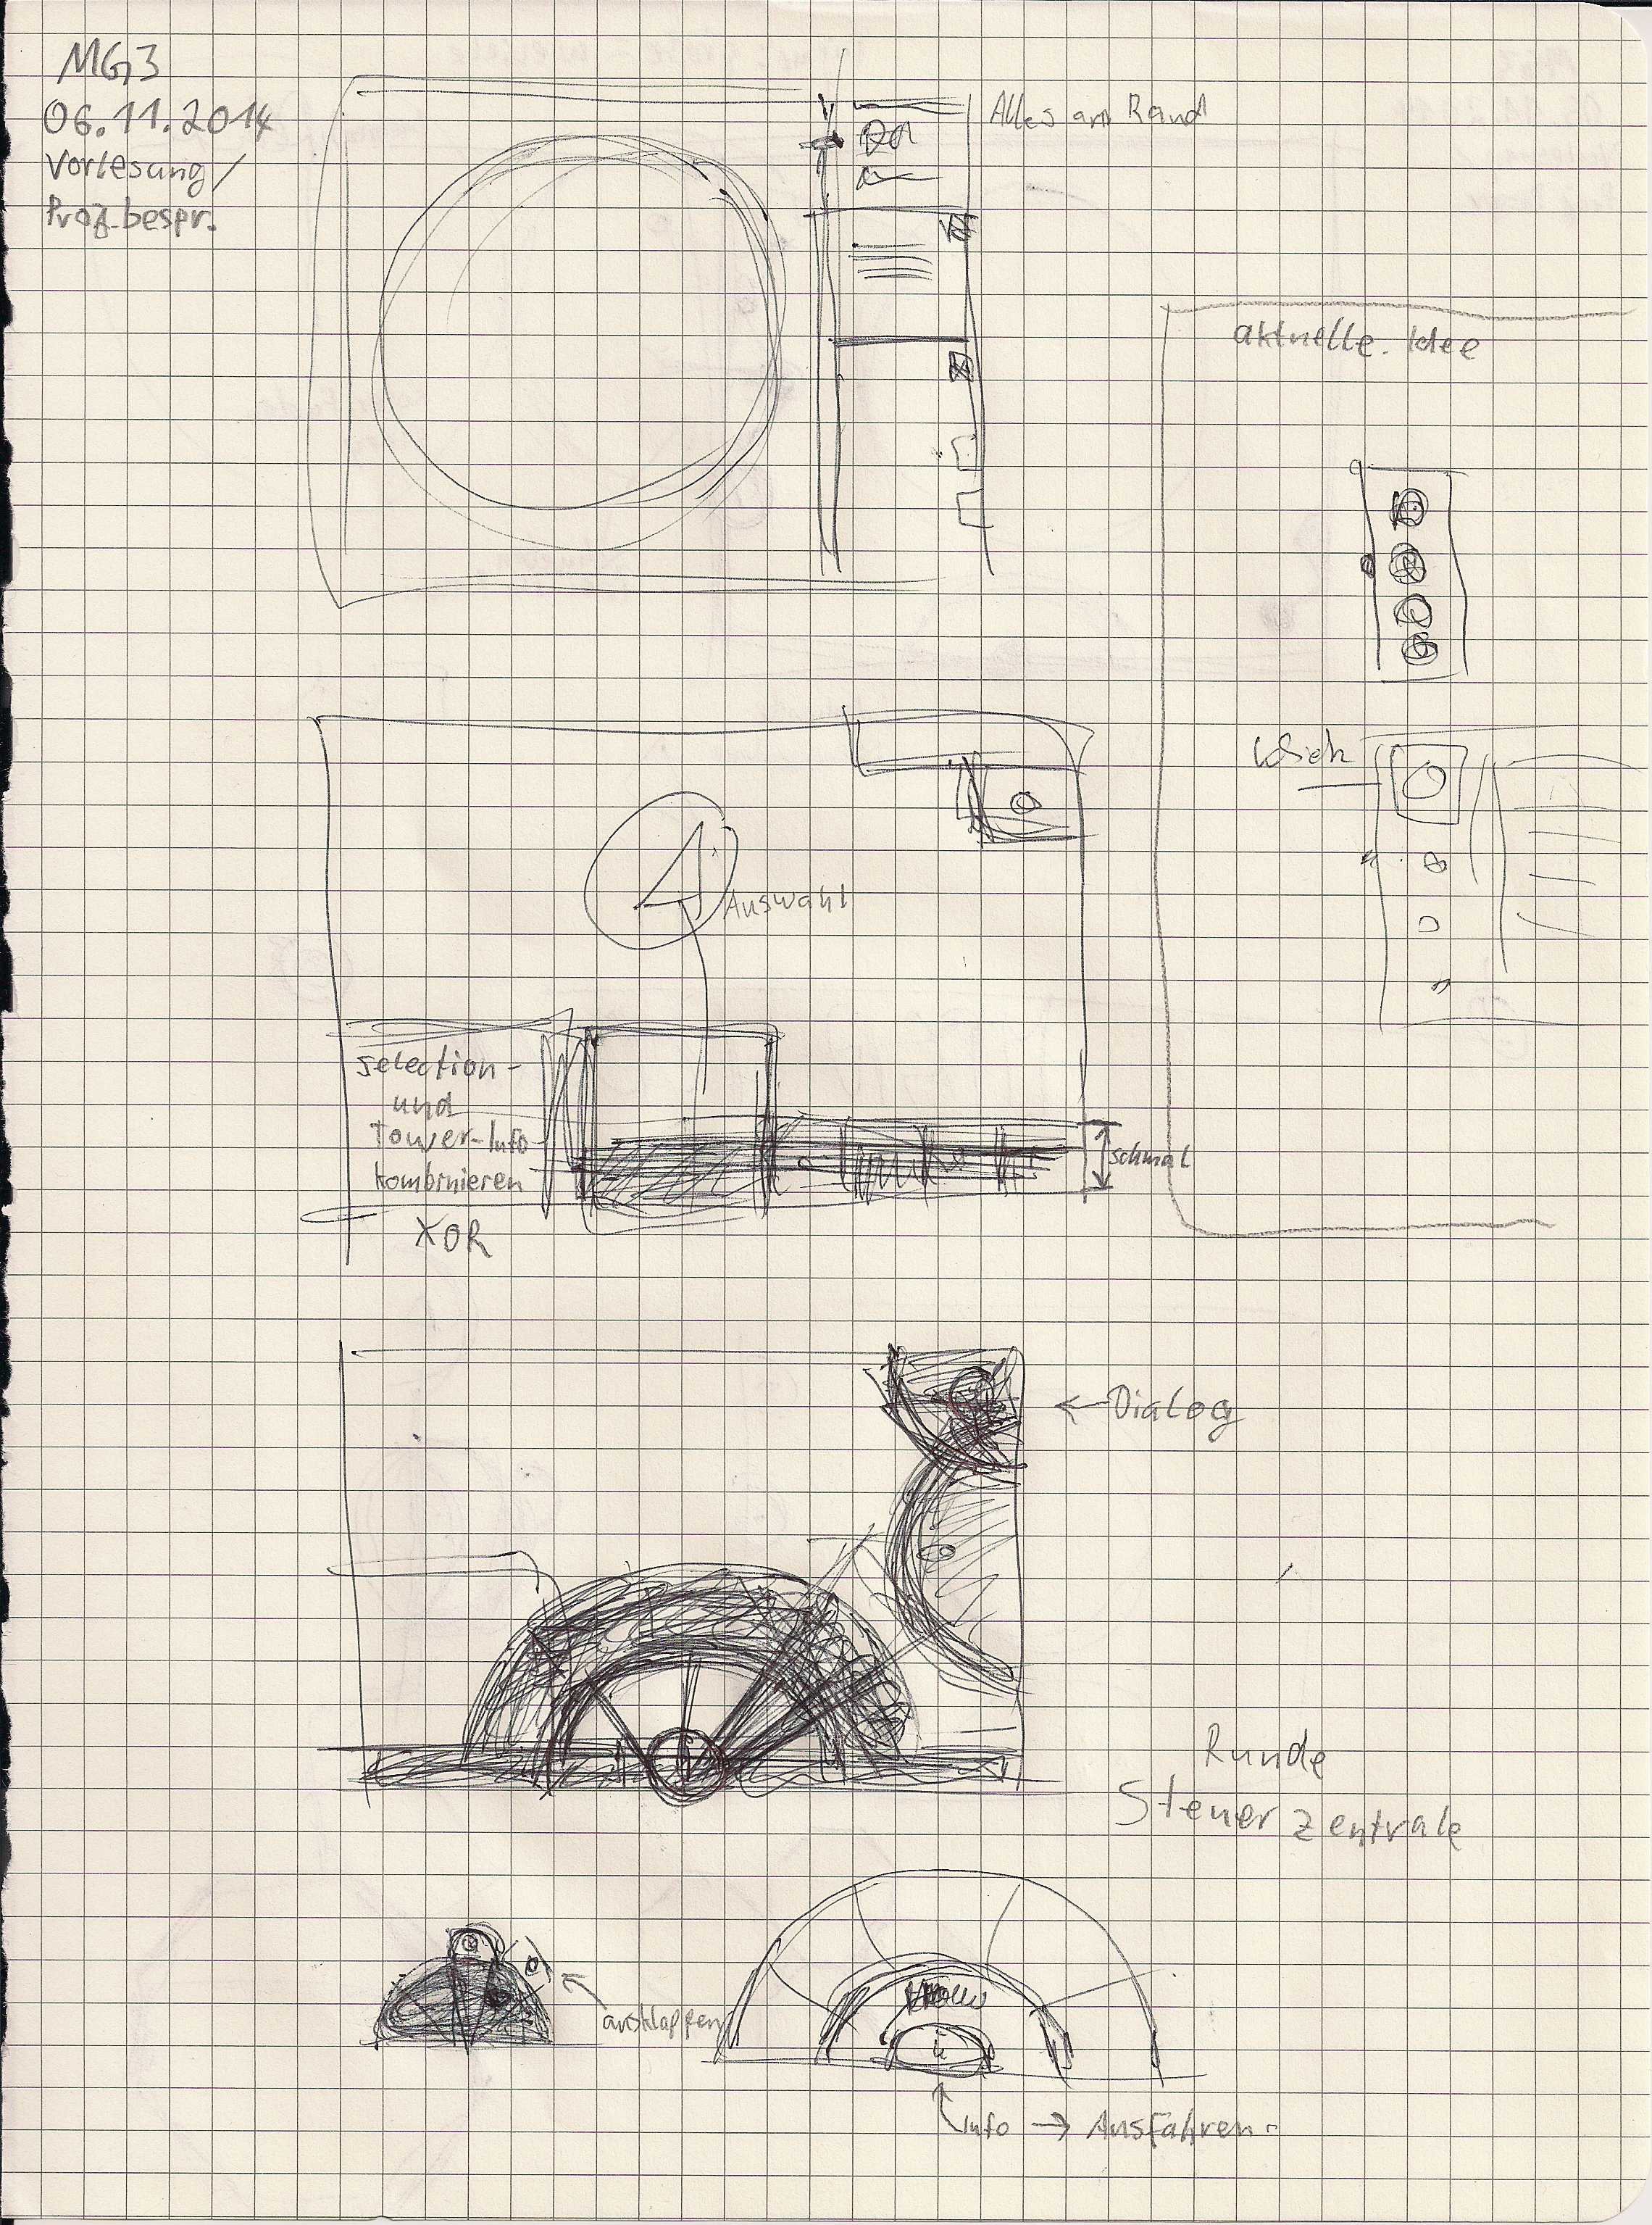 MG3
06.11.2014
Vorlesung/
Proj.bespr.
Alles am Rand
aktuelle Idee
Auswahl
selection-
und
Tower-Info
kombinieren
XOR
schmal
← Dialog
Runde
Steuerzentrale
ausklappen
i
Info → Ausfahren